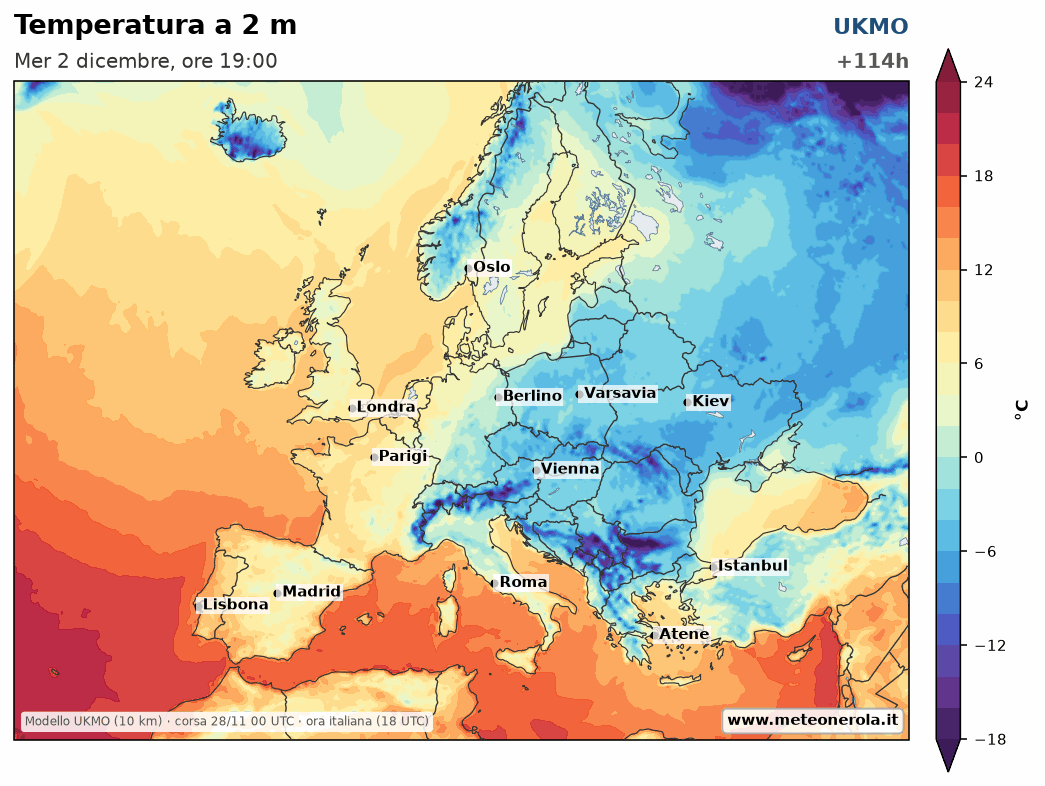 Temperatura a 2 m
UKMO
Mer 2 dicembre, ore 19:00
+114h
24
18
12
6
0
−6
−12
−18
°C
Oslo
Berlino
Varsavia
Kiev
Londra
Parigi
Vienna
Istanbul
Roma
Madrid
Lisbona
Atene
Modello UKMO (10 km) · corsa 28/11 00 UTC · ora italiana (18 UTC)
www.meteonerola.it